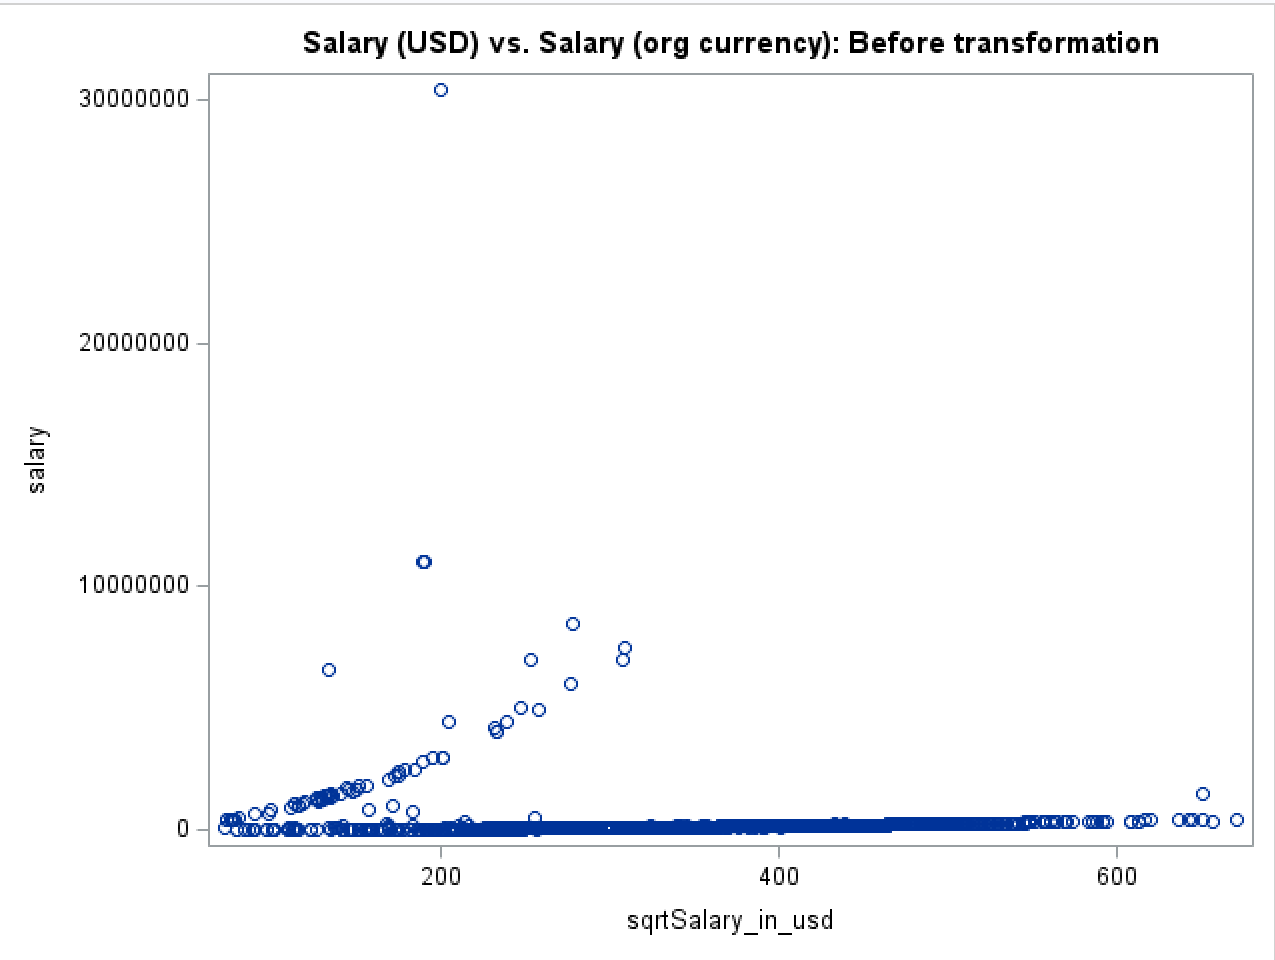 Salary (USD) vs. Salary (org currency): Before transformation
30000000
20000000
10000000
0
salary
200
400
600
sqrtSalary_in_usd